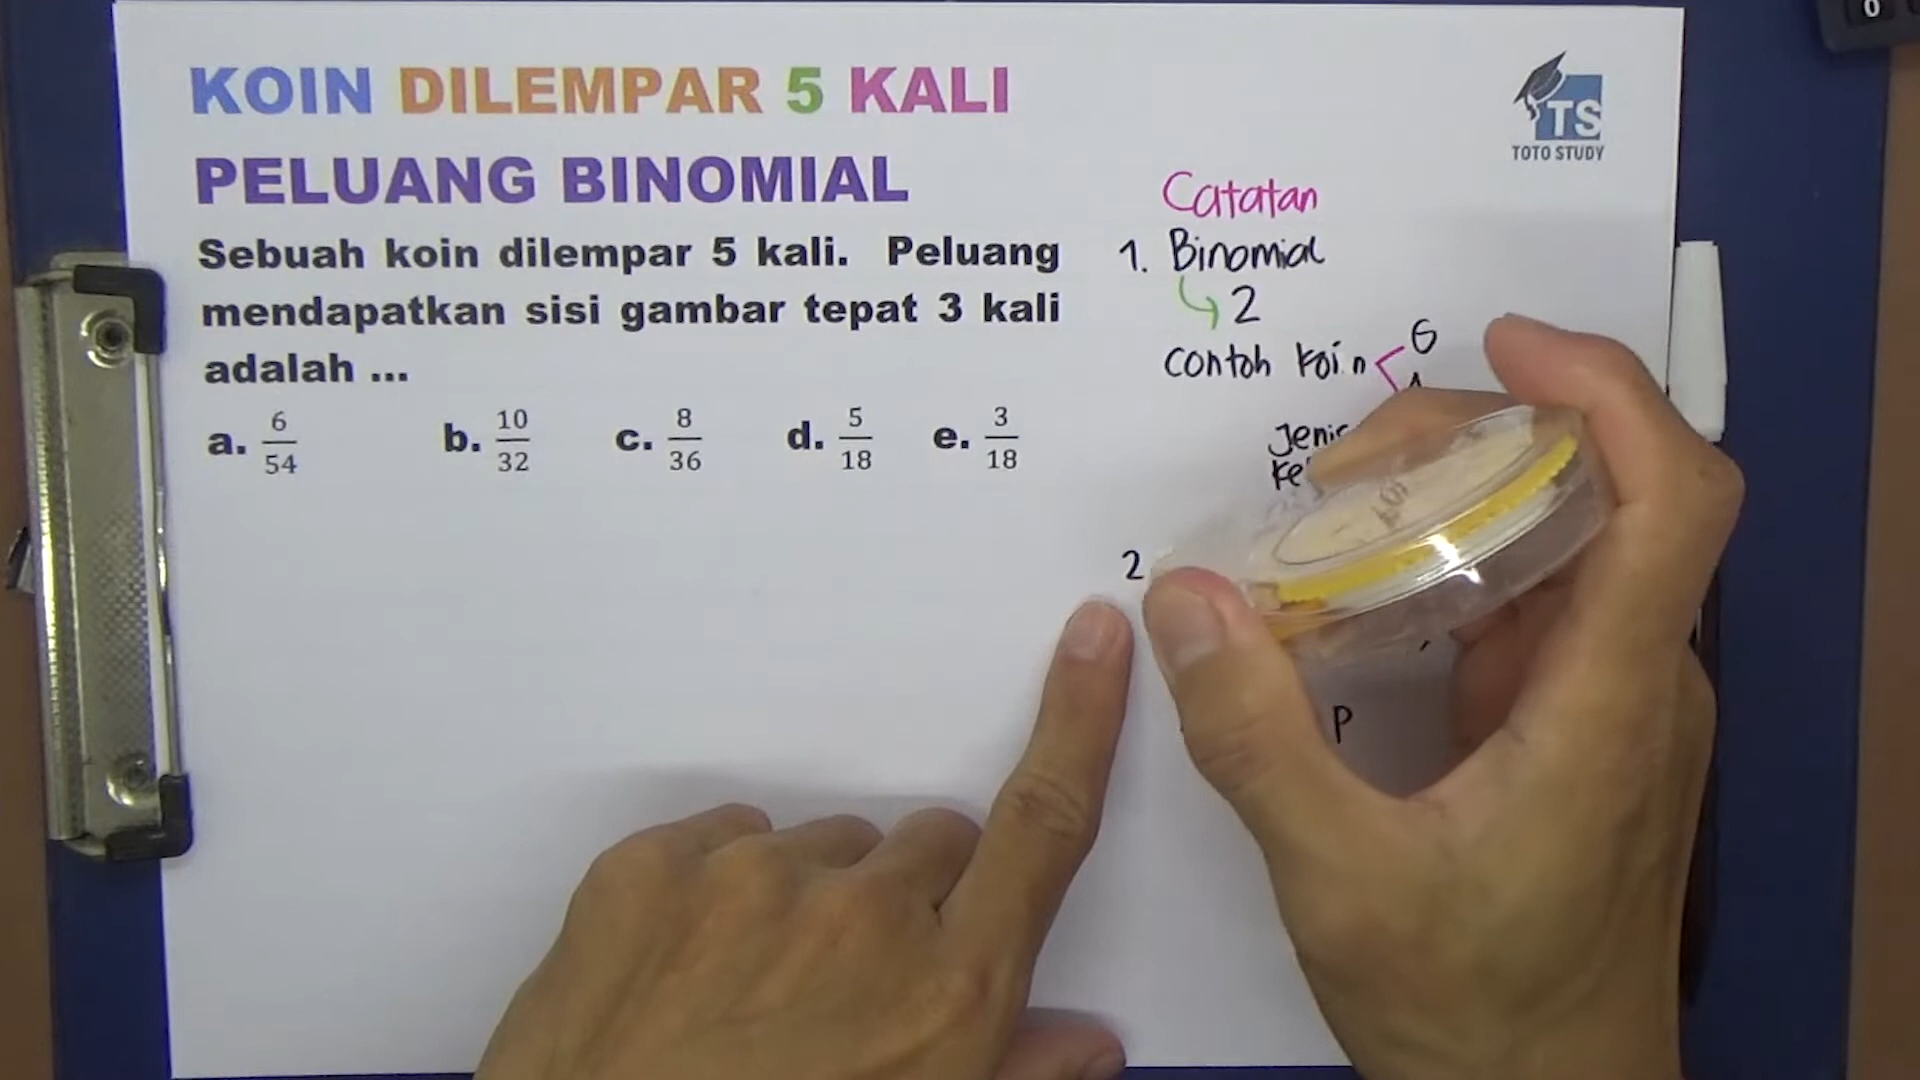 KOIN DILEMPAR 5 KALI
PELUANG BINOMIAL
Sebuah koin dilempar 5 kali. Peluang
mendapatkan sisi gambar tepat 3 kali
adalah ...
a. 6/54 b. 10/32 c. 8/36 d. 5/18 e. 3/18
TS
TOTO STUDY
Catatan
1. Binomial
2
Contoh koin
G
2
P
0